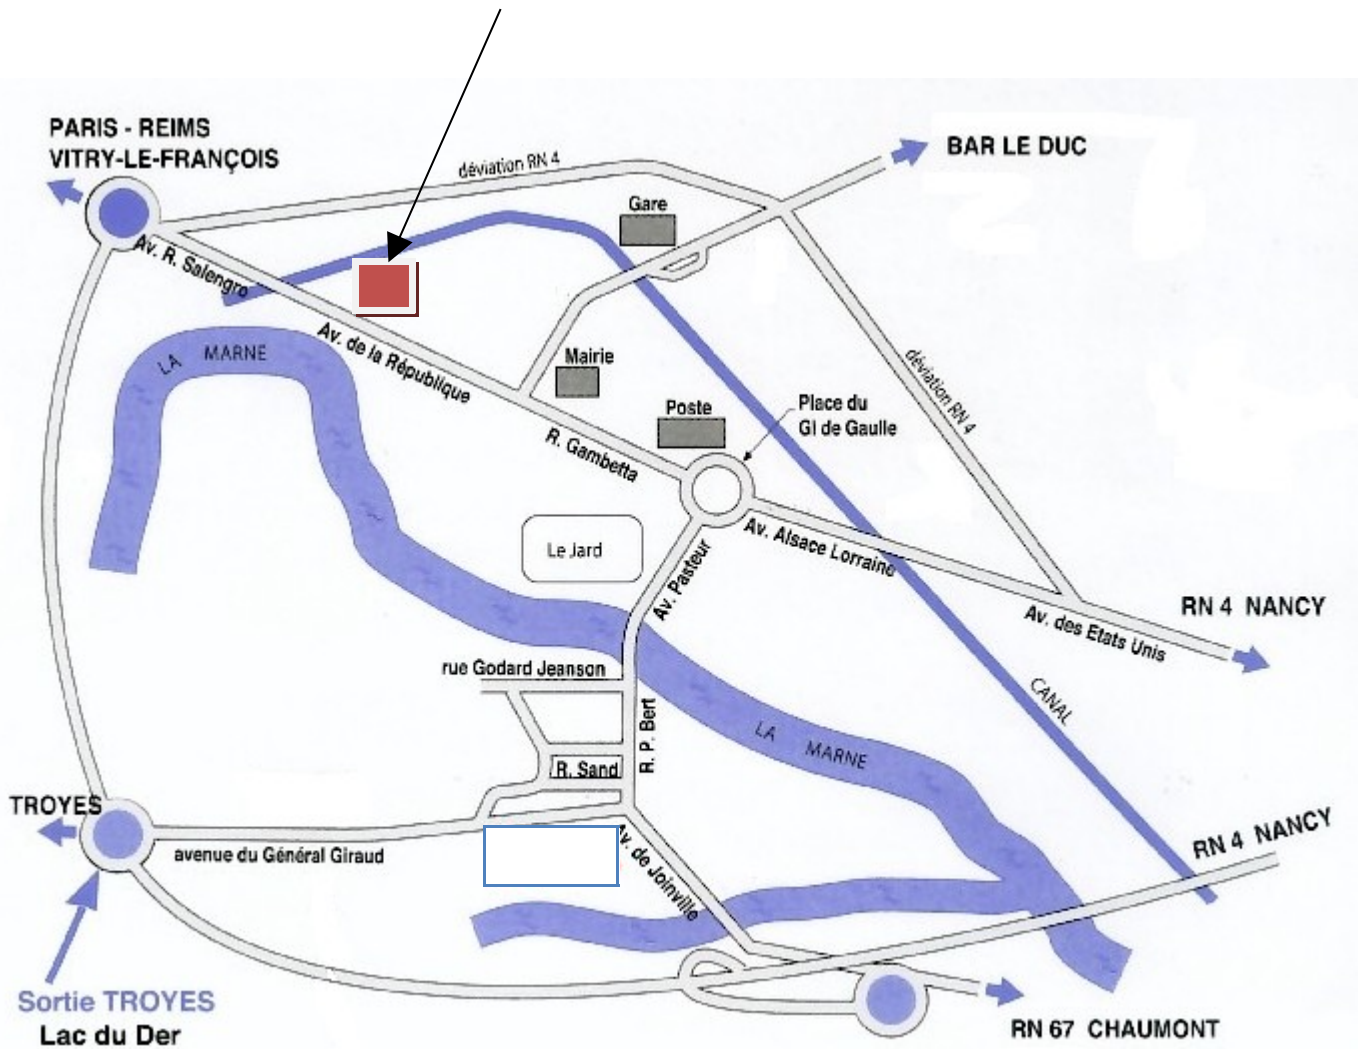 PARIS - REIMS
VITRY-LE-FRANÇOIS
déviation RN 4
BAR LE DUC
Gare
Av. R. Salengro
LA MARNE
Av. de la République
Mairie
déviation RN 4
Poste
Place du
Gl de Gaulle
R. Gambetta
Le Jard
Av. Alsace Lorraine
Av. Pasteur
RN 4 NANCY
Av. des Etats Unis
rue Godard Jeanson
CANAL
R. P. Bert
LA MARNE
R. Sand
TROYES
RN 4 NANCY
avenue du Général Giraud
Av. de Joinville
Sortie TROYES
Lac du Der
RN 67 CHAUMONT